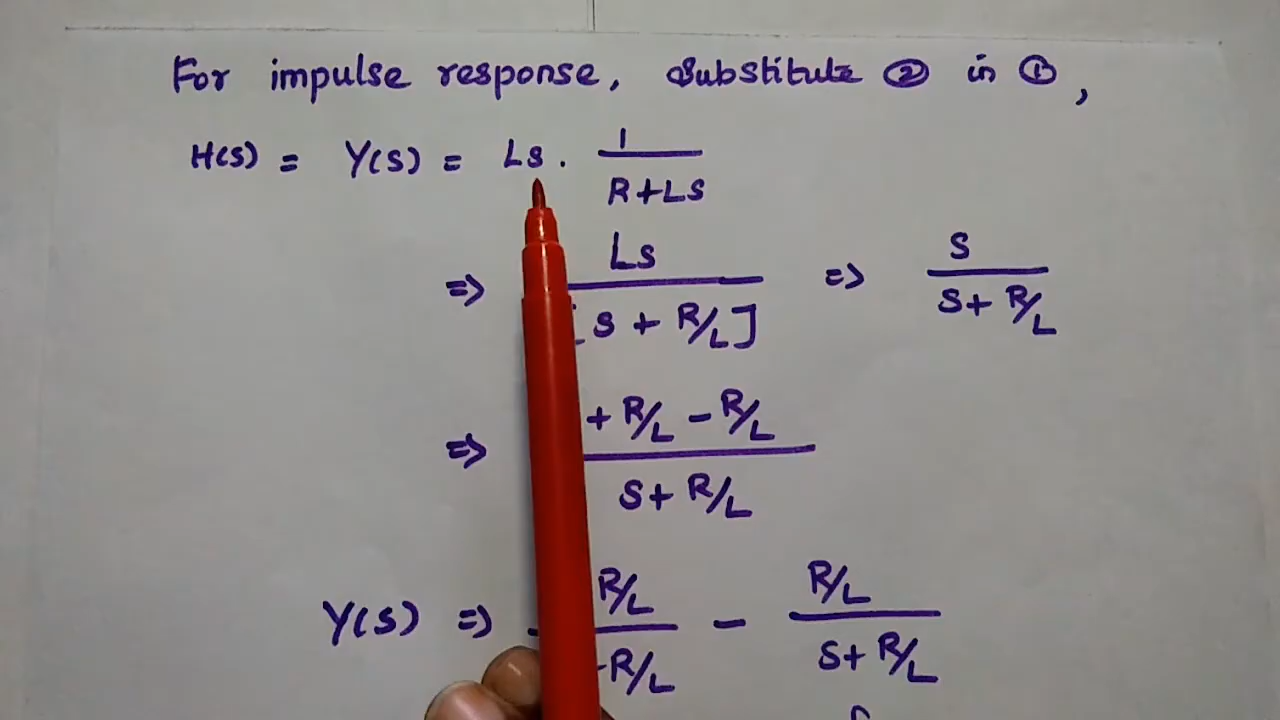 For impulse response, Substitute ② in ①,
H(s) = Y(s) = Ls . 1 / R+Ls
=> Ls / [ s + R/L ] => s / s + R/L
=> + R/L - R/L / s + R/L
Y(s) => R/L / R/L - R/L / s + R/L